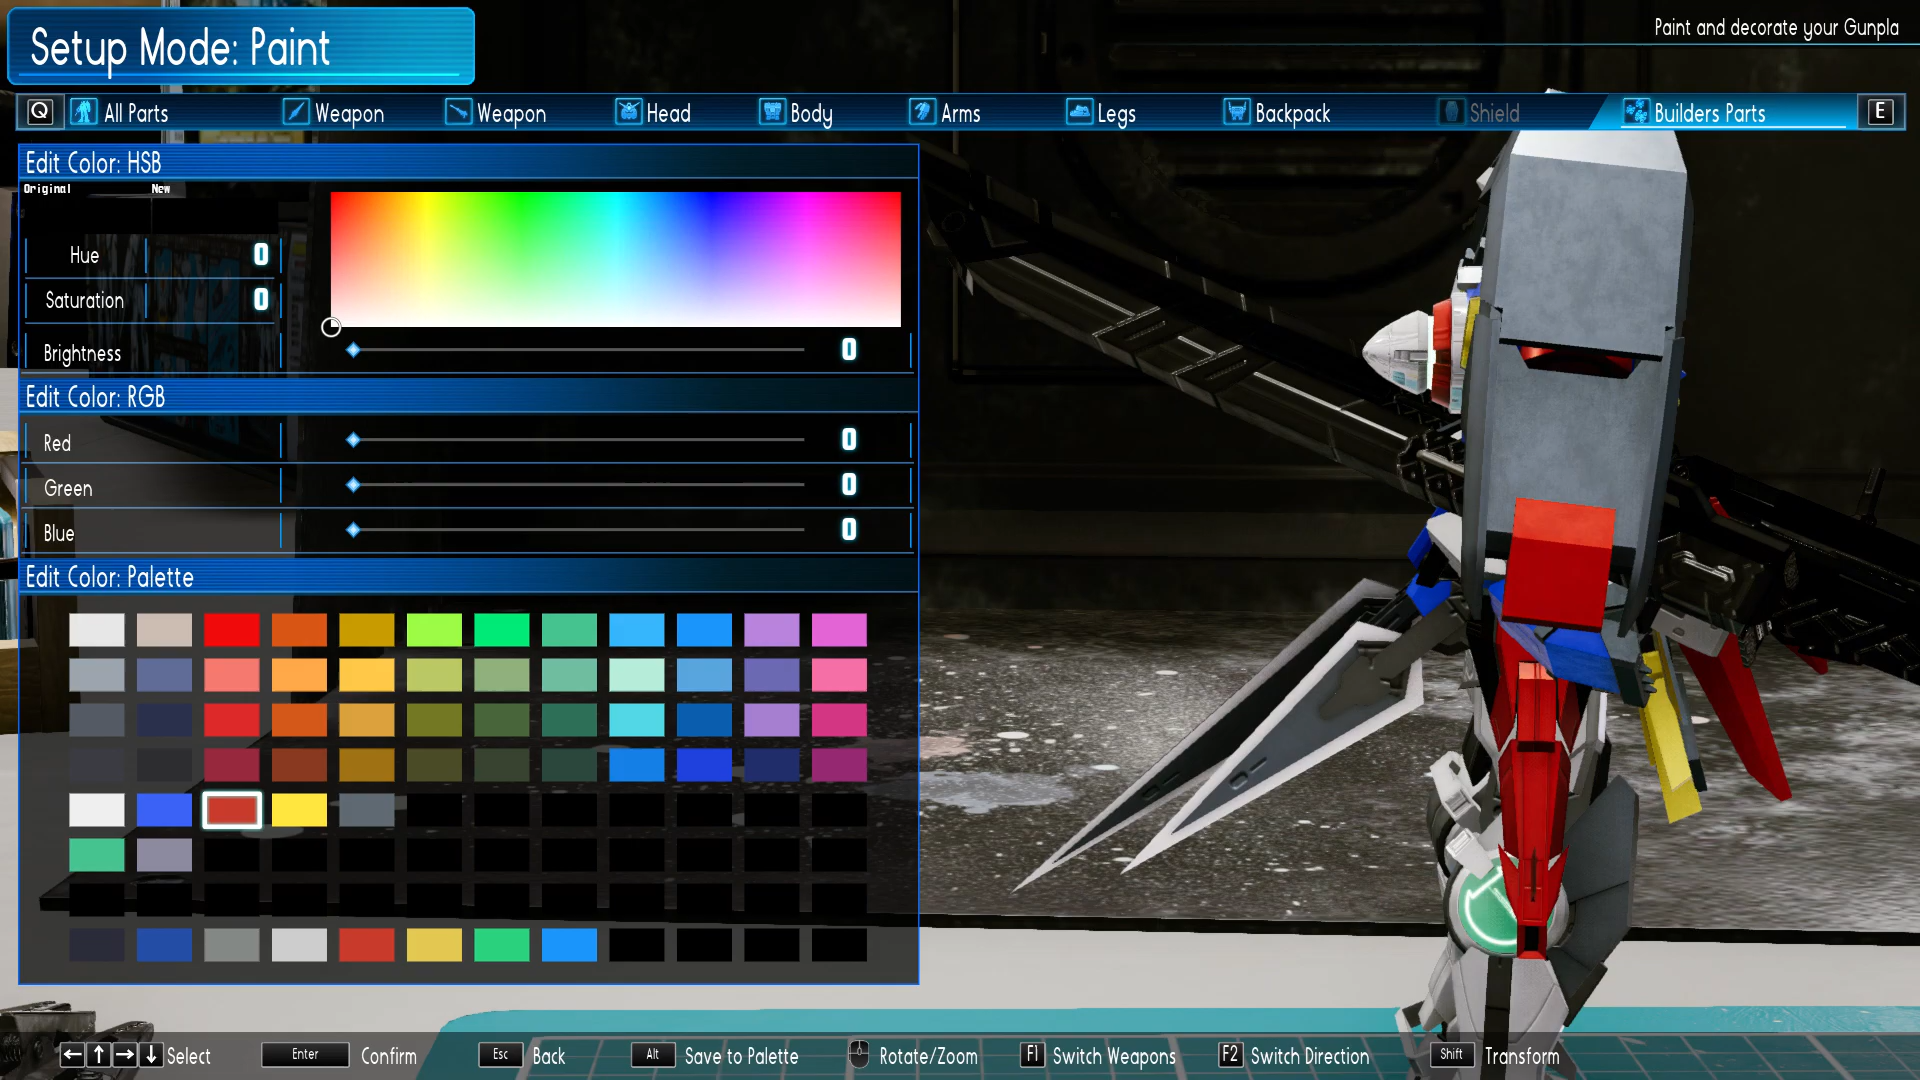 Setup Mode: Paint
Paint and decorate your Gunpla
Q All Parts Weapon Weapon Head Body Arms Legs Backpack Shield Builders Parts E
Edit Color: HSB
Original New
Hue 0
Saturation 0
Brightness 0
Edit Color: RGB
Red 0
Green 0
Blue 0
Edit Color: Palette
←↑→↓ Select Enter Confirm Esc Back Alt Save to Palette Rotate/Zoom F1 Switch Weapons F2 Switch Direction Shift Transform